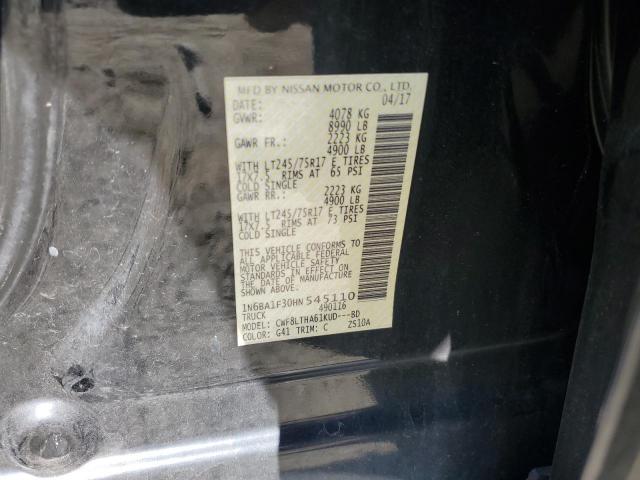 MFD BY NISSAN MOTOR CO., LTD.
DATE: 04/17
GVWR: 4078 KG
8990 LB
GAWR FR.: 2223 KG
4900 LB
WITH LT245/75R17 E TIRES
17X7.5 RIMS AT 65 PSI
COLD SINGLE
GAWR RR.: 2223 KG
4900 LB
WITH LT245/75R17 E TIRES
17X7.5 RIMS AT 73 PSI
COLD SINGLE
THIS VEHICLE CONFORMS TO
ALL APPLICABLE FEDERAL
MOTOR VEHICLE SAFETY
STANDARDS IN EFFECT
ON THE DATE OF MANUFACTURE
SHOWN ABOVE.
1N6BA1F30HN545110
TRUCK 490116
MODEL: CWF8LTHA61KUD---BD
COLOR: G41 TRIM: C ZS10A